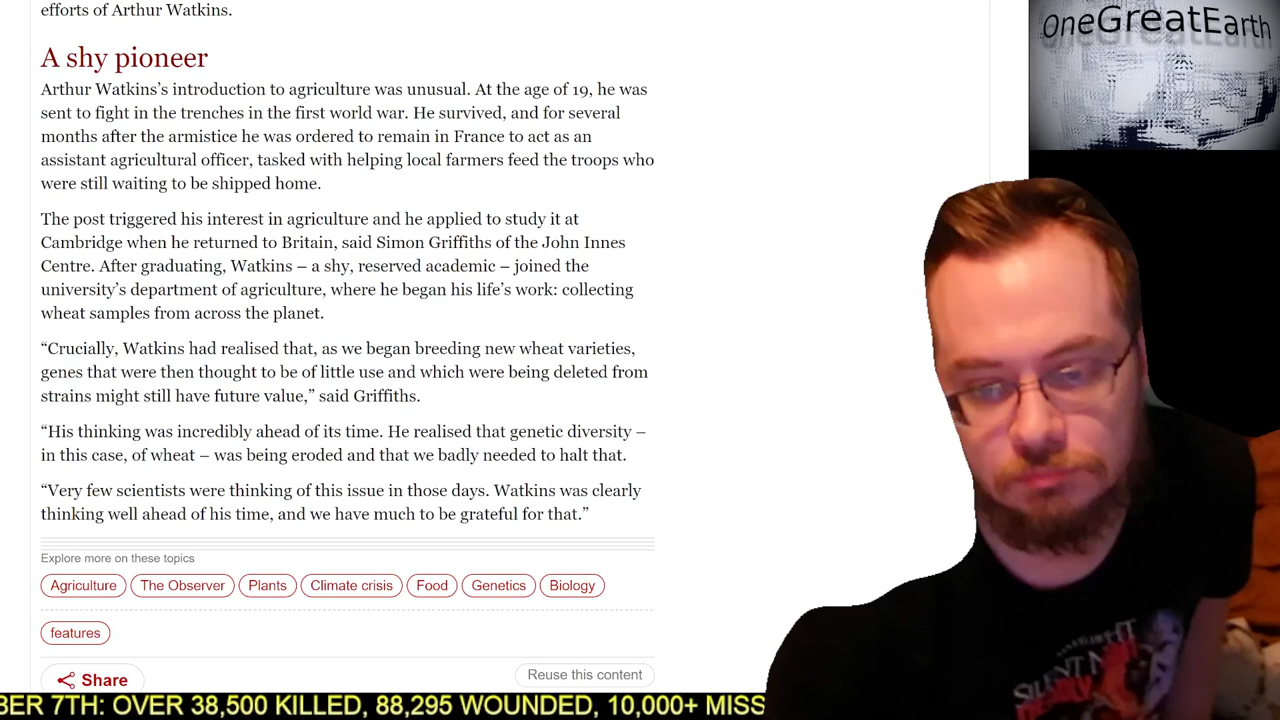 efforts of Arthur Watkins.
A shy pioneer
Arthur Watkins’s introduction to agriculture was unusual. At the age of 19, he was
sent to fight in the trenches in the first world war. He survived, and for several
months after the armistice he was ordered to remain in France to act as an
assistant agricultural officer, tasked with helping local farmers feed the troops who
were still waiting to be shipped home.
The post triggered his interest in agriculture and he applied to study it at
Cambridge when he returned to Britain, said Simon Griffiths of the John Innes
Centre. After graduating, Watkins – a shy, reserved academic – joined the
university’s department of agriculture, where he began his life’s work: collecting
wheat samples from across the planet.
“Crucially, Watkins had realised that, as we began breeding new wheat varieties,
genes that were then thought to be of little use and which were being deleted from
strains might still have future value,” said Griffiths.
“His thinking was incredibly ahead of its time. He realised that genetic diversity –
in this case, of wheat – was being eroded and that we badly needed to halt that.
“Very few scientists were thinking of this issue in those days. Watkins was clearly
thinking well ahead of his time, and we have much to be grateful for that.”
Explore more on these topics
Agriculture The Observer Plants Climate crisis Food Genetics Biology
features
Share
Reuse this content
BER 7TH: OVER 38,500 KILLED, 88,295 WOUNDED, 10,000+ MISS
OneGreatEarth